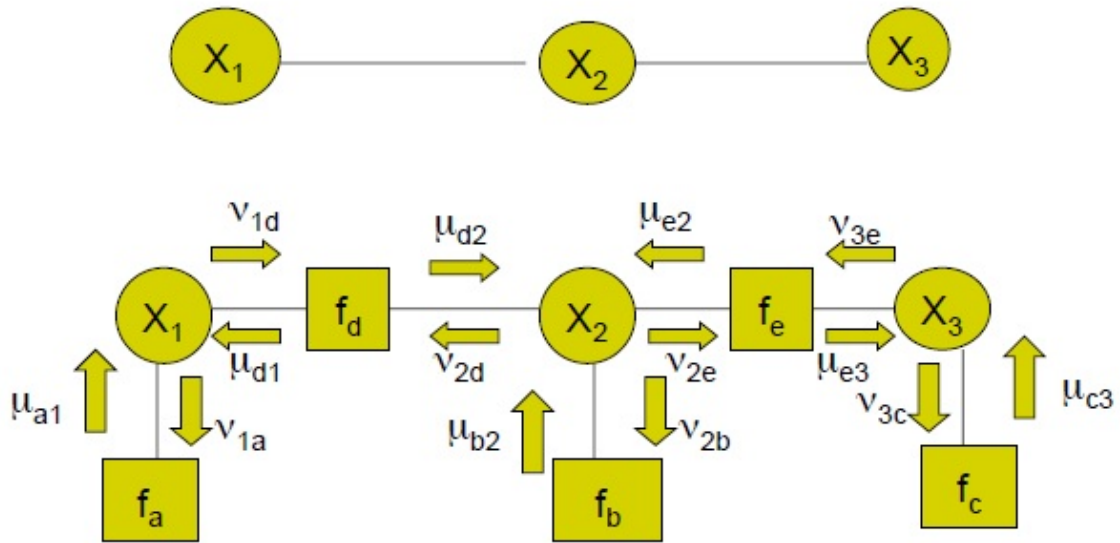 X₁ X₂ X₃
ν₁d μd₂ μe₂ ν₃e
X₁ fd X₂ fe X₃
μd₁ ν₂d ν₂e μe₃
μa₁ ν₁a μb₂ ν₂b ν₃c μc₃
fa fb fc